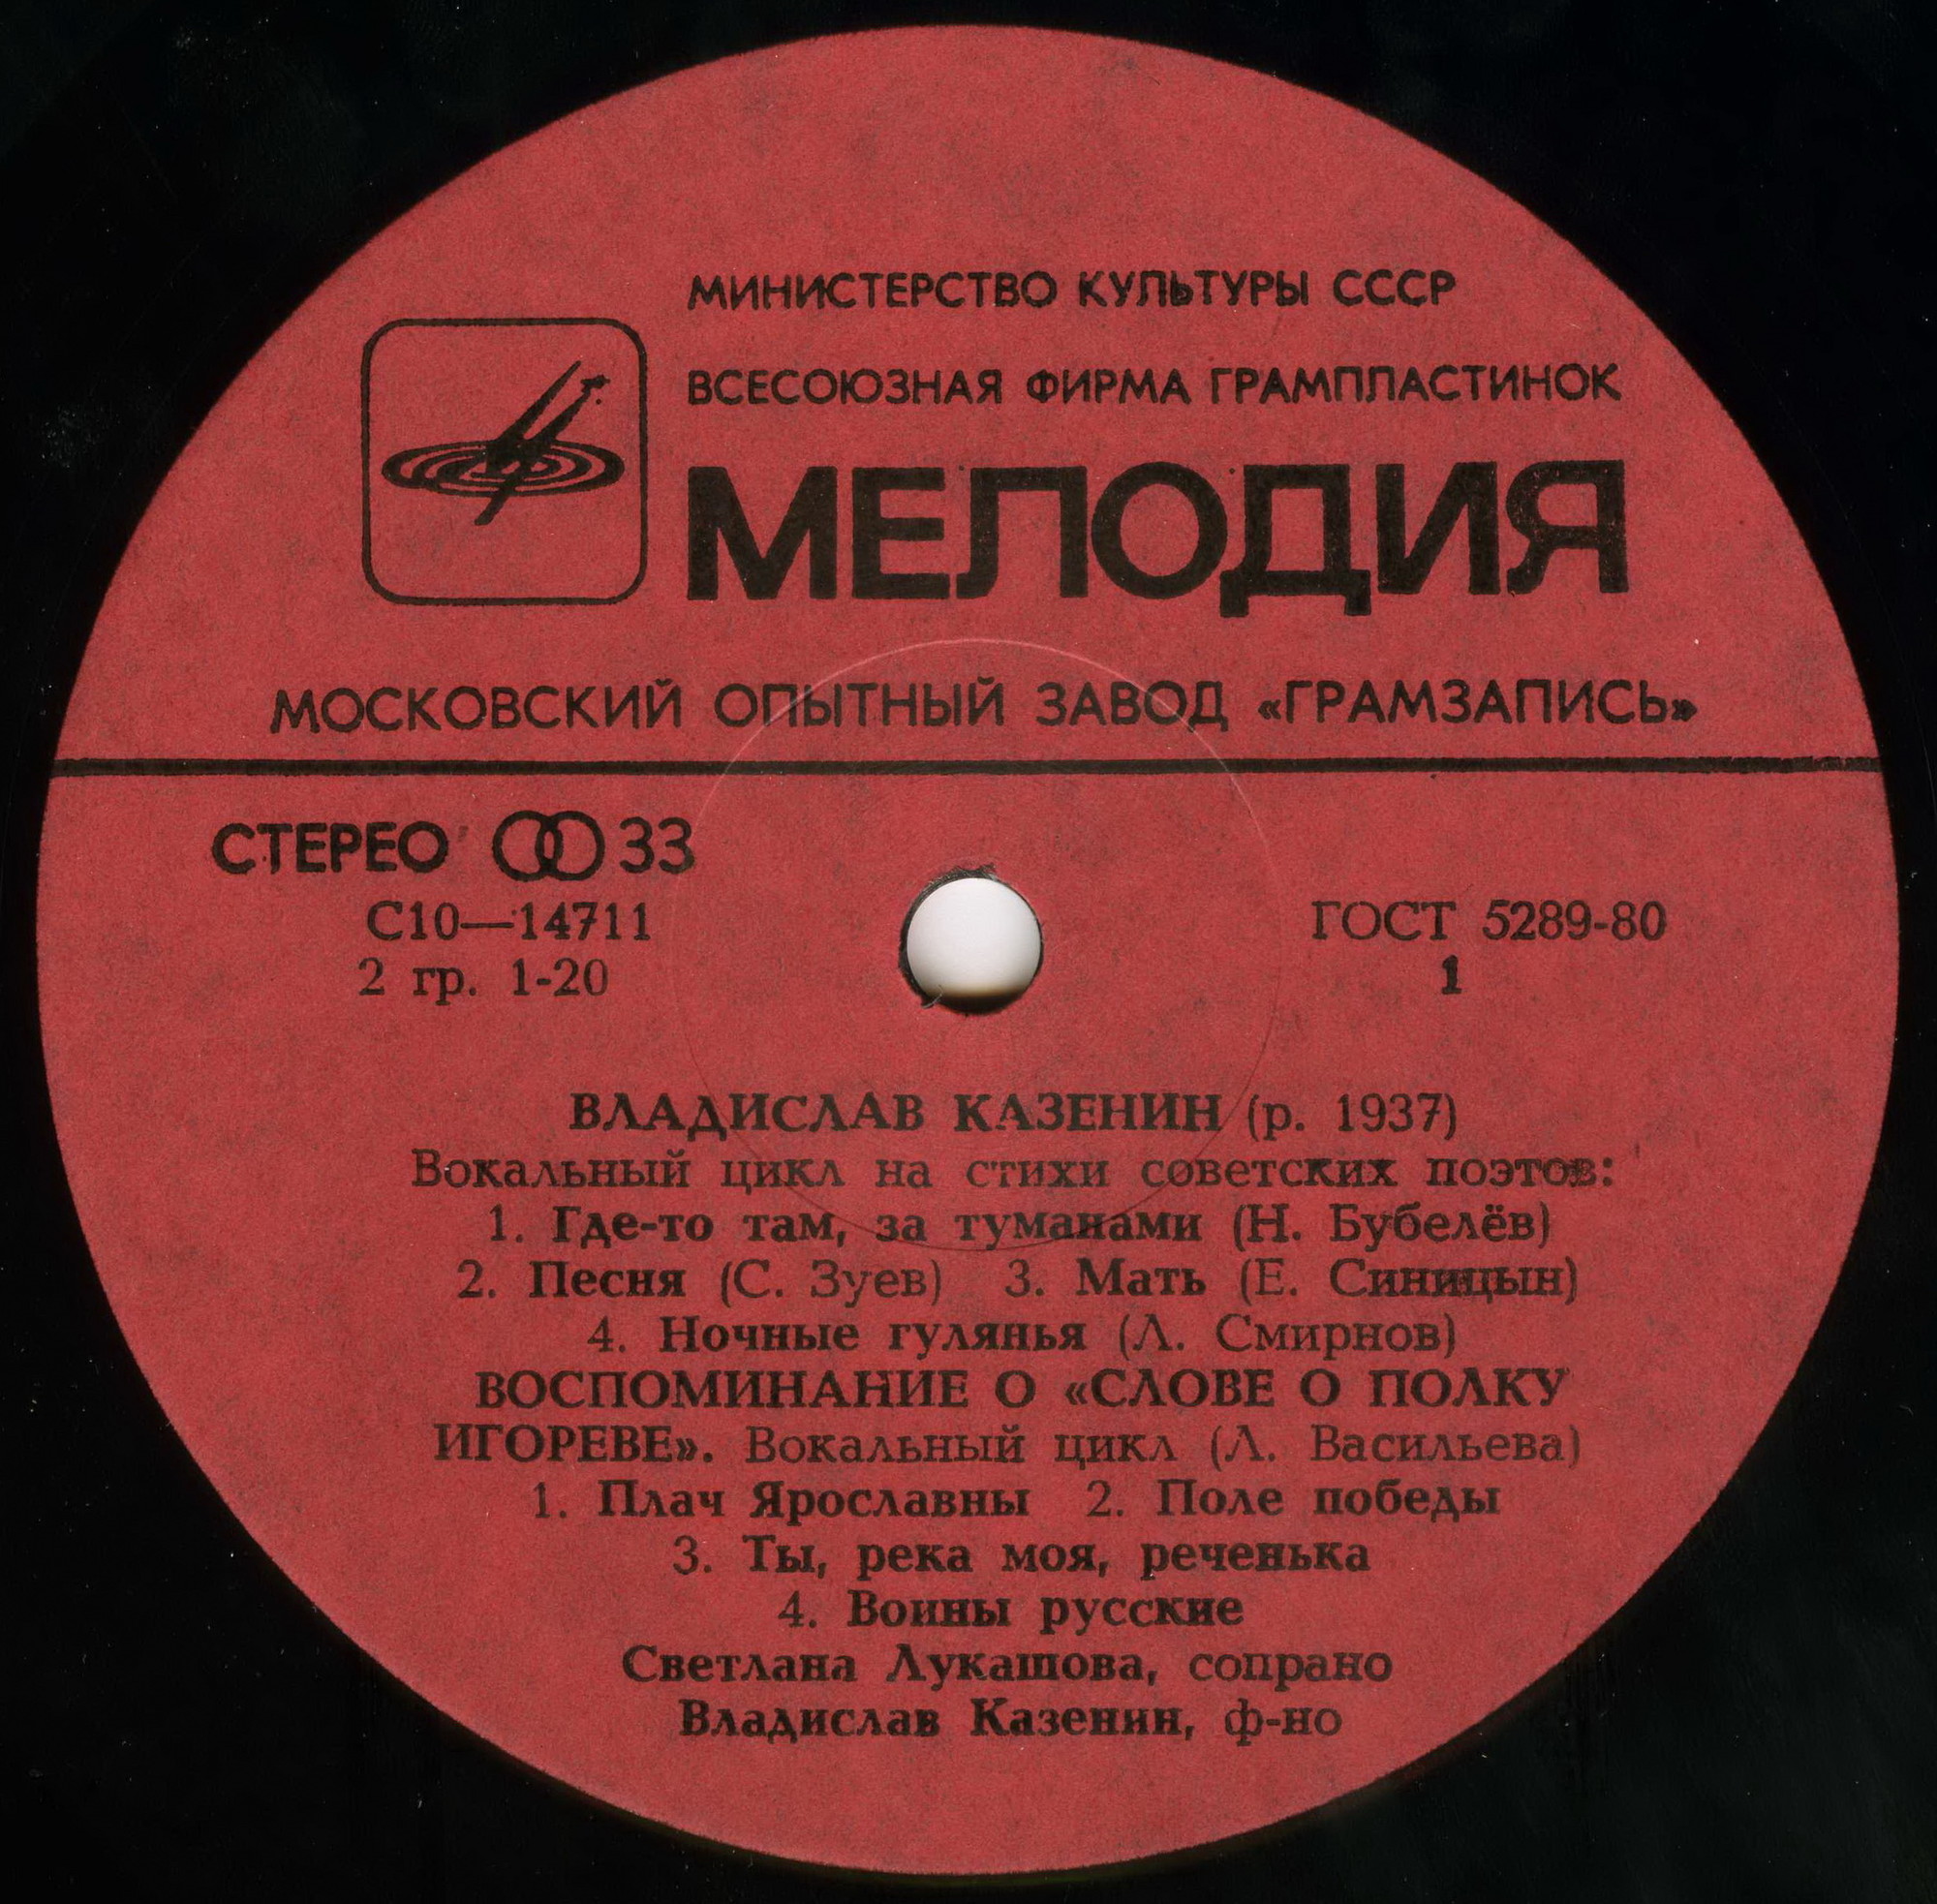 МИНИСТЕРСТВО КУЛЬТУРЫ СССР
ВСЕСОЮЗНАЯ ФИРМА ГРАМПЛАСТИНОК
МЕЛОДИЯ
МОСКОВСКИЙ ОПЫТНЫЙ ЗАВОД «ГРАМЗАПИСЬ»
СТЕРЕО 33
С10—14711
ГОСТ 5289-80
2 гр. 1-20
1
ВЛАДИСЛАВ КАЗЕНИН (р. 1937)
Вокальный цикл на стихи советских поэтов:
1. Где-то там, за туманами (Н. Бубелёв)
2. Песня (С. Зуев) 3. Мать (Е. Синицын)
4. Ночные гулянья (Л. Смирнов)
ВОСПОМИНАНИЕ О «СЛОВЕ О ПОЛКУ
ИГОРЕВЕ». Вокальный цикл (Л. Васильева)
1. Плач Ярославны 2. Поле победы
3. Ты, река моя, реченька
4. Воины русские
Светлана Лукашова, сопрано
Владислав Казенин, ф-но